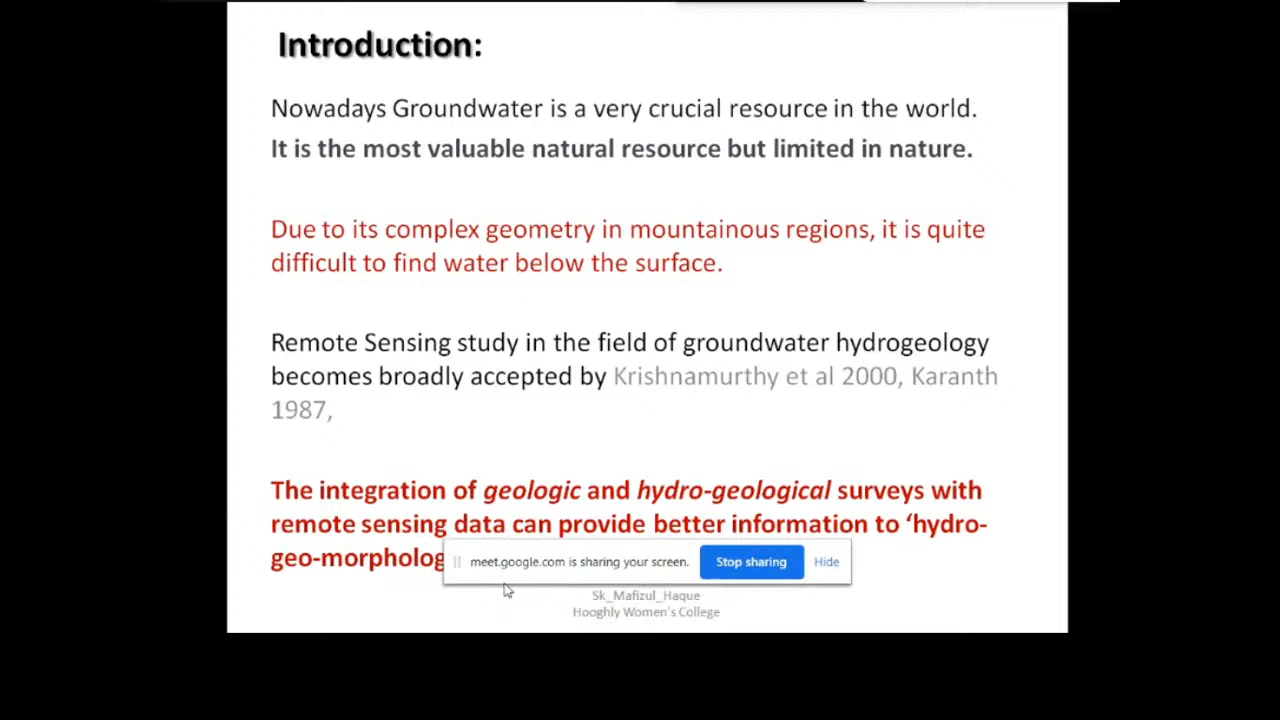 Introduction:
Nowadays Groundwater is a very crucial resource in the world.
It is the most valuable natural resource but limited in nature.
Due to its complex geometry in mountainous regions, it is quite
difficult to find water below the surface.
Remote Sensing study in the field of groundwater hydrogeology
becomes broadly accepted by Krishnamurthy et al 2000, Karanth
1987,
The integration of geologic and hydro-geological surveys with
remote sensing data can provide better information to ‘hydro-
geo-morpholog
meet.google.com is sharing your screen. Stop sharing Hide
Sk_Mafizul_Haque
Hooghly Women's College